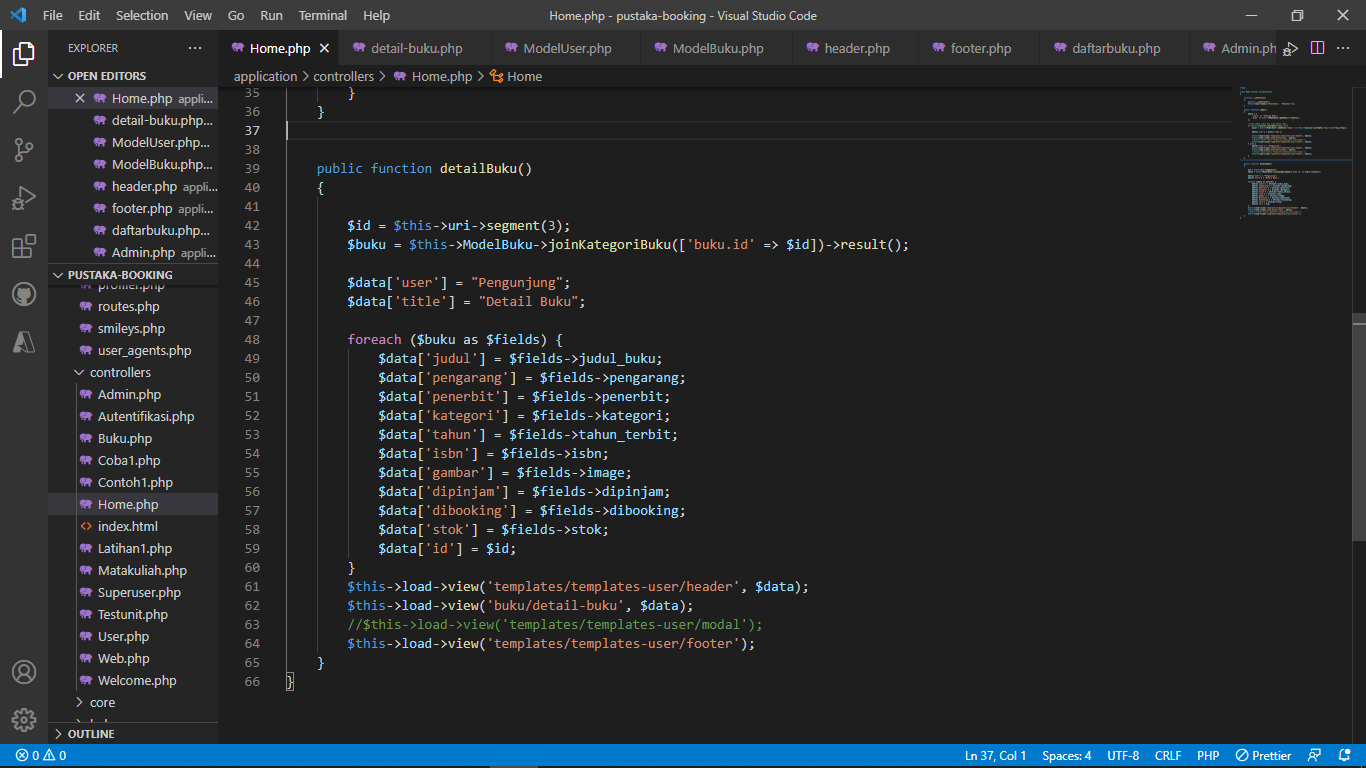 File Edit Selection View Go Run Terminal Help
Home.php - pustaka-booking - Visual Studio Code
EXPLORER
OPEN EDITORS
Home.php appli...
detail-buku.php...
ModelUser.php...
ModelBuku.php...
header.php appli...
footer.php appli...
daftarbuku.php...
Admin.php appli...
PUSTAKA-BOOKING
profiler.php
routes.php
smileys.php
user_agents.php
controllers
Admin.php
Autentifikasi.php
Buku.php
Coba1.php
Contoh1.php
Home.php
index.html
Latihan1.php
Matakuliah.php
Superuser.php
Testunit.php
User.php
Web.php
Welcome.php
core
OUTLINE
Home.php detail-buku.php ModelUser.php ModelBuku.php header.php footer.php daftarbuku.php Admin.ph
application > controllers > Home.php > Home
35 }
36 }
37
38
39 public function detailBuku()
40 {
41
42 $id = $this->uri->segment(3);
43 $buku = $this->ModelBuku->joinKategoriBuku(['buku.id' => $id])->result();
44
45 $data['user'] = "Pengunjung";
46 $data['title'] = "Detail Buku";
47
48 foreach ($buku as $fields) {
49 $data['judul'] = $fields->judul_buku;
50 $data['pengarang'] = $fields->pengarang;
51 $data['penerbit'] = $fields->penerbit;
52 $data['kategori'] = $fields->kategori;
53 $data['tahun'] = $fields->tahun_terbit;
54 $data['isbn'] = $fields->isbn;
55 $data['gambar'] = $fields->image;
56 $data['dipinjam'] = $fields->dipinjam;
57 $data['dibooking'] = $fields->dibooking;
58 $data['stok'] = $fields->stok;
59 $data['id'] = $id;
60 }
61 $this->load->view('templates/templates-user/header', $data);
62 $this->load->view('buku/detail-buku', $data);
63 //$this->load->view('templates/templates-user/modal');
64 $this->load->view('templates/templates-user/footer');
65 }
66 }
0 0
Ln 37, Col 1 Spaces: 4 UTF-8 CRLF PHP Prettier